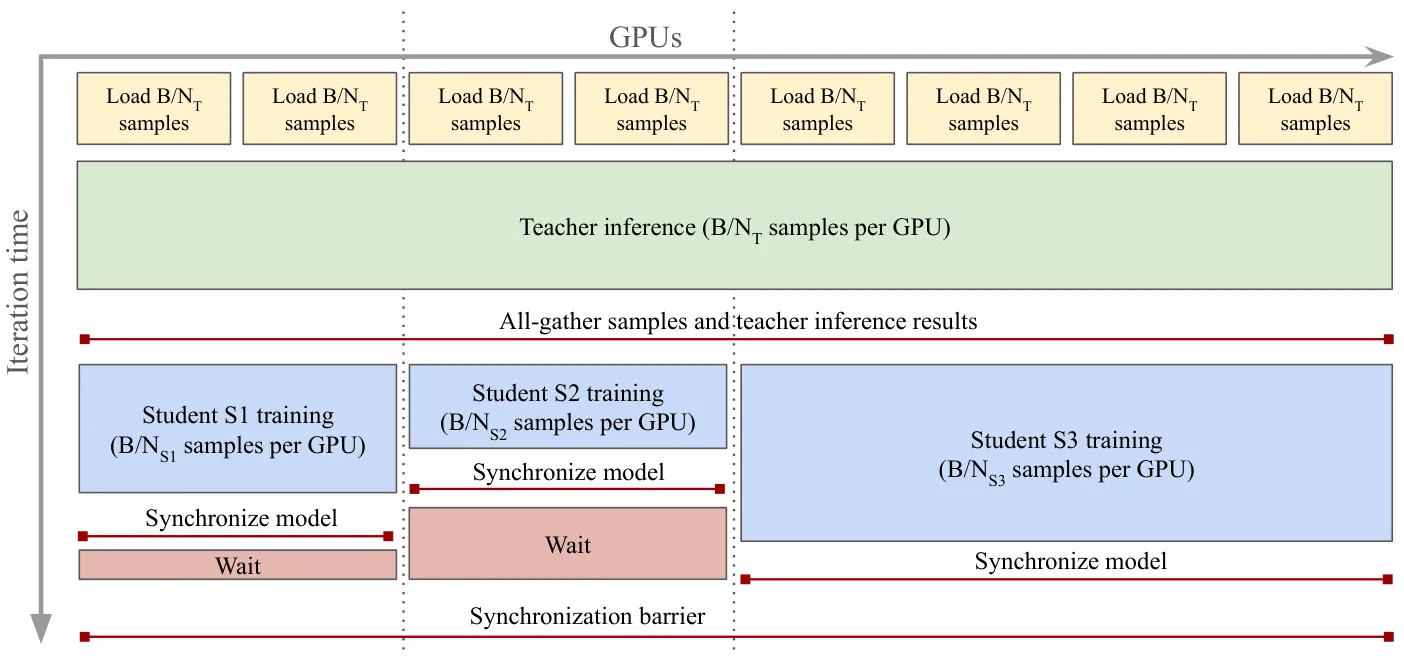 GPUs
Iteration time
Load B/N_T
samples
Load B/N_T
samples
Load B/N_T
samples
Load B/N_T
samples
Load B/N_T
samples
Load B/N_T
samples
Load B/N_T
samples
Load B/N_T
samples
Teacher inference (B/N_T samples per GPU)
All-gather samples and teacher inference results
Student S1 training
(B/N_S1 samples per GPU)
Synchronize model
Wait
Student S2 training
(B/N_S2 samples per GPU)
Synchronize model
Wait
Student S3 training
(B/N_S3 samples per GPU)
Synchronize model
Synchronization barrier